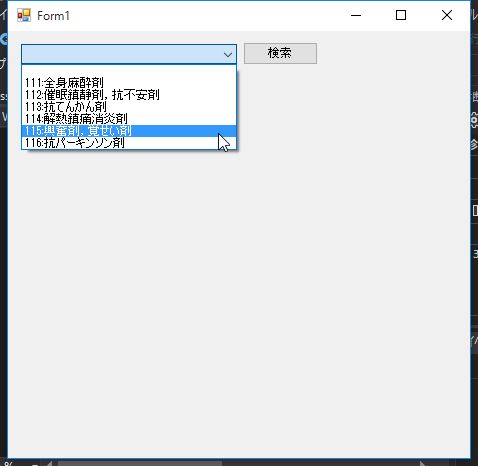 Form1
検索
111:全身麻酔剤
112:催眠鎮静剤，抗不安剤
113:抗てんかん剤
114:解熱鎮痛消炎剤
115:興奮剤，覚せい剤
116:抗パーキンソン剤